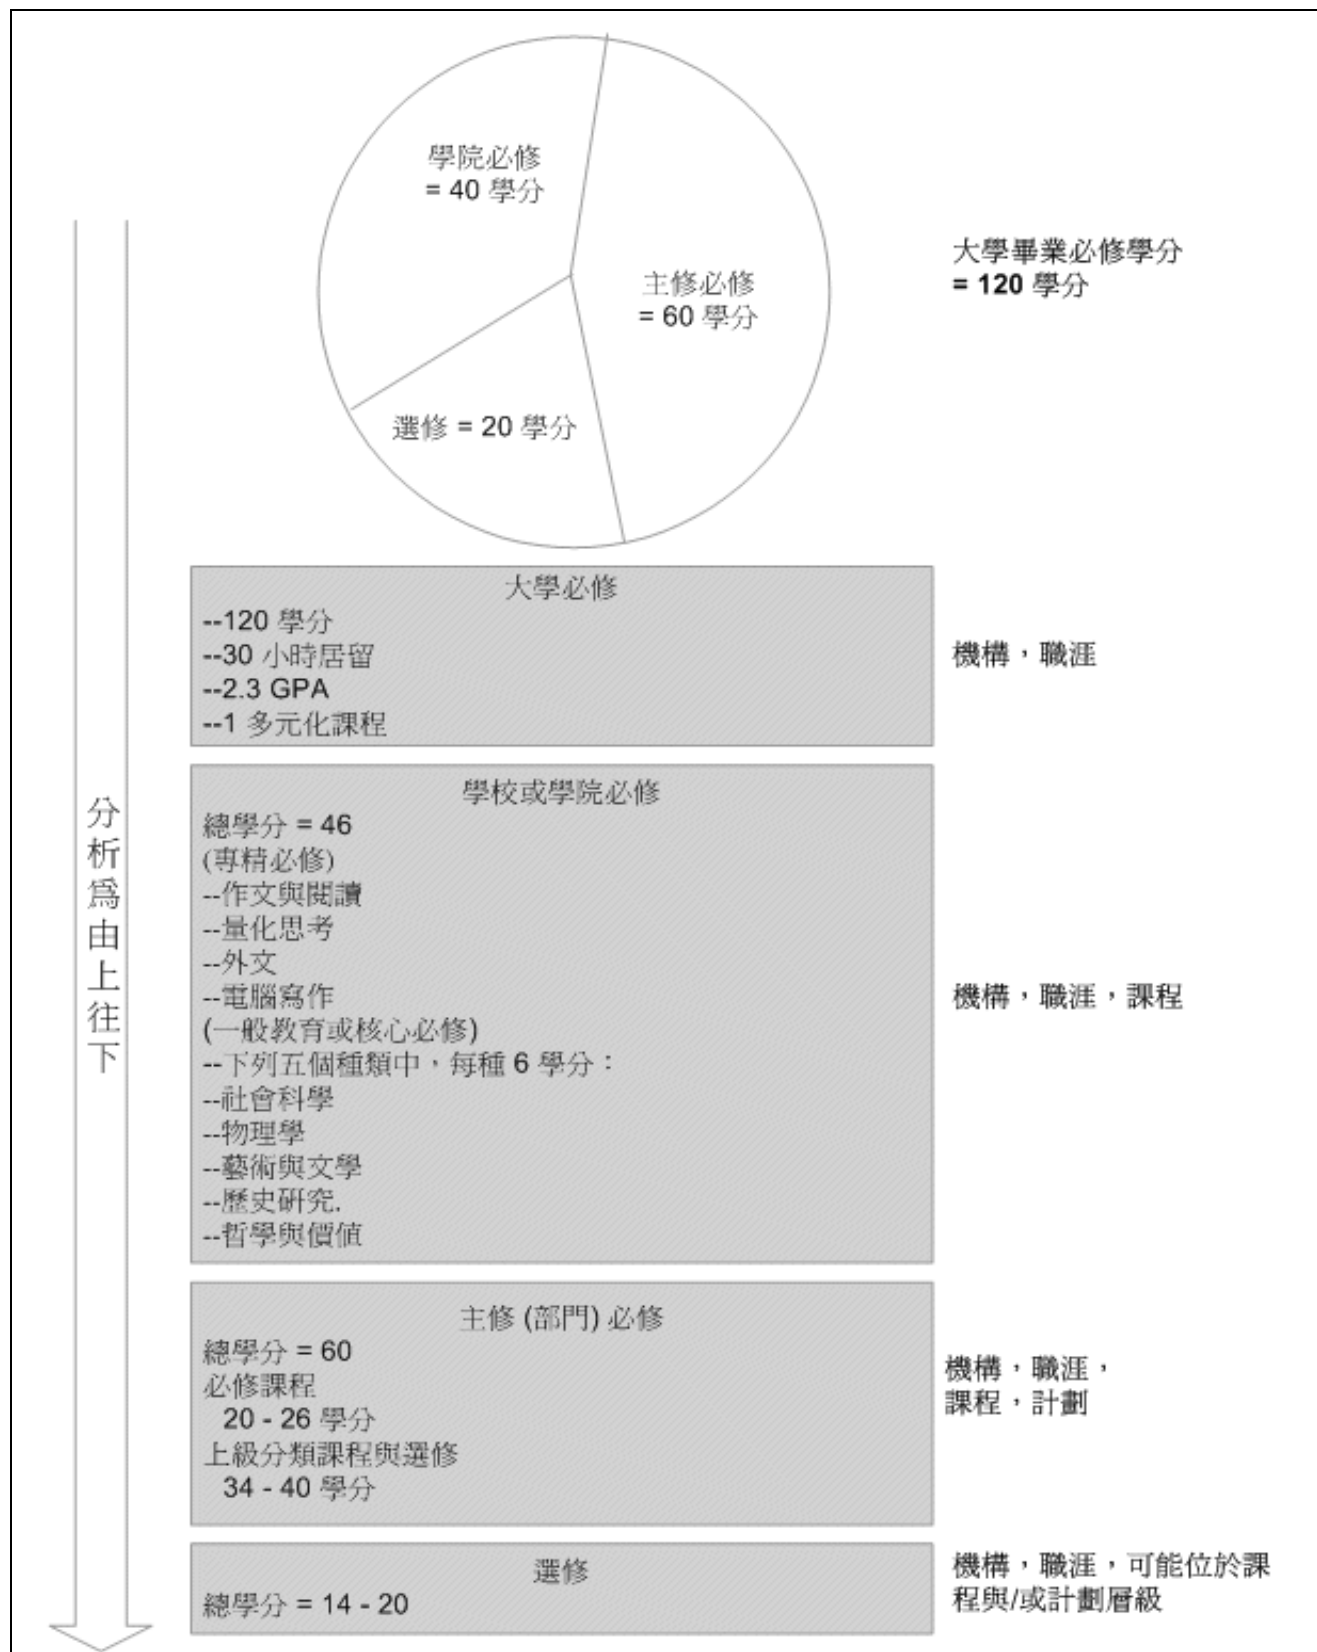 學院必修
= 40 學分
主修必修
= 60 學分
選修 = 20 學分
大學畢業必修學分
= 120 學分
分析為由上往下
大學必修
--120 學分
--30 小時居留
--2.3 GPA
--1 多元化課程
機構，職涯
學校或學院必修
總學分 = 46
(專精必修)
--作文與閱讀
--量化思考
--外文
--電腦寫作
(一般教育或核心必修)
--下列五個種類中，每種 6 學分：
--社會科學
--物理學
--藝術與文學
--歷史研究.
--哲學與價值
機構，職涯，課程
主修 (部門) 必修
總學分 = 60
必修課程
20 - 26 學分
上級分類課程與選修
34 - 40 學分
機構，職涯，
課程，計劃
選修
總學分 = 14 - 20
機構，職涯，可能位於課
程與/或計劃層級